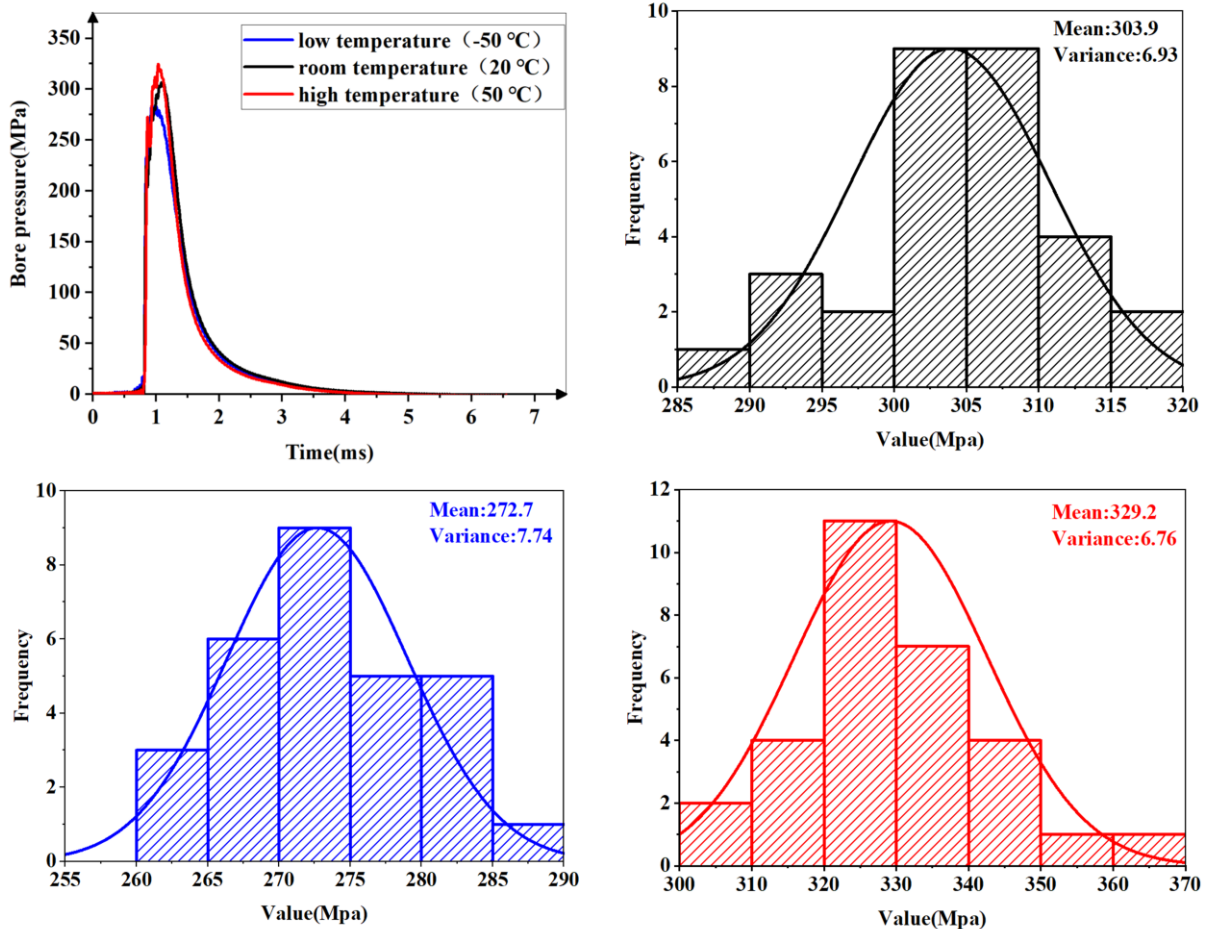 350
300
250
200
150
100
50
0
0 1 2 3 4 5 6 7
Bore pressure(MPa)
Time(ms)
low temperature（-50 ℃）
room temperature（20 ℃）
high temperature（50 ℃）
10
8
6
4
2
0
285 290 295 300 305 310 315 320
Frequency
Value(Mpa)
Mean:303.9
Variance:6.93
10
8
6
4
2
0
255 260 265 270 275 280 285 290
Frequency
Value(Mpa)
Mean:272.7
Variance:7.74
12
10
8
6
4
2
0
300 310 320 330 340 350 360 370
Frequency
Value(Mpa)
Mean:329.2
Variance:6.76